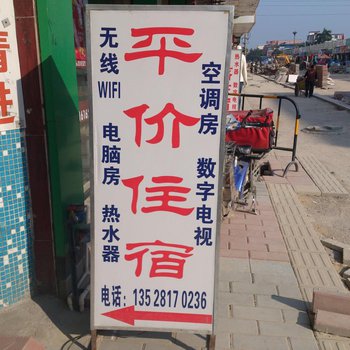 平价住宿
无线
WIFI
电脑房
热水器
空调房
数字电视
电话：135 2817 0236